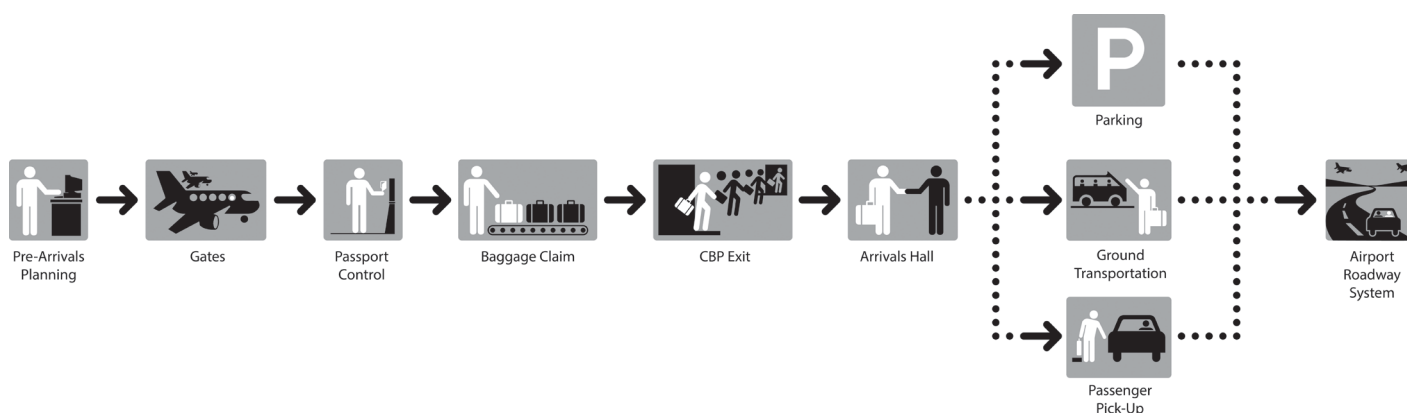 P
Parking
Pre-Arrivals
Planning
Gates
Passport
Control
Baggage Claim
CBP Exit
Arrivals Hall
Ground
Transportation
Airport
Roadway
System
Passenger
Pick-Up